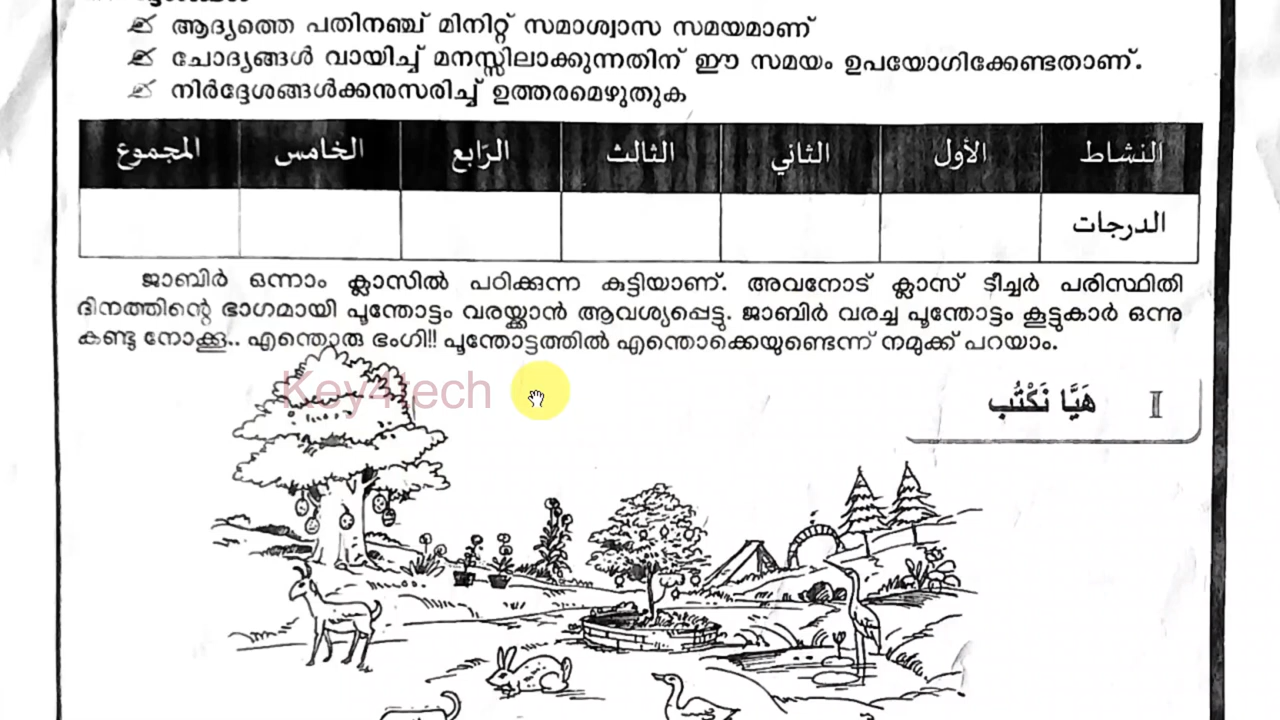 ആദ്യത്തെ പതിനഞ്ച് മിനിറ്റ് സമാശ്വാസ സമയമാണ്
ചോദ്യങ്ങൾ വായിച്ച് മനസ്സിലാക്കുന്നതിന് ഈ സമയം ഉപയോഗിക്കേണ്ടതാണ്.
നിർദ്ദേശങ്ങൾക്കനുസരിച്ച് ഉത്തരമെഴുതുക
النشاط الأول الثاني الثالث الرّابع الخامس المجموع
الدرجات
ജാബിർ ഒന്നാം ക്ലാസിൽ പഠിക്കുന്ന കുട്ടിയാണ്. അവനോട് ക്ലാസ് ടീച്ചർ പരിസ്ഥിതി
ദിനത്തിന്റെ ഭാഗമായി പൂന്തോട്ടം വരയ്ക്കാൻ ആവശ്യപ്പെട്ടു. ജാബിർ വരച്ച പൂന്തോട്ടം കൂട്ടുകാർ ഒന്നു
കണ്ടു നോക്കൂ.. എന്തൊരു ഭംഗി!! പൂന്തോട്ടത്തിൽ എന്തൊക്കെയുണ്ടെന്ന് നമുക്ക് പറയാം.
Key4tech
I هَيَّا نَكْتُب